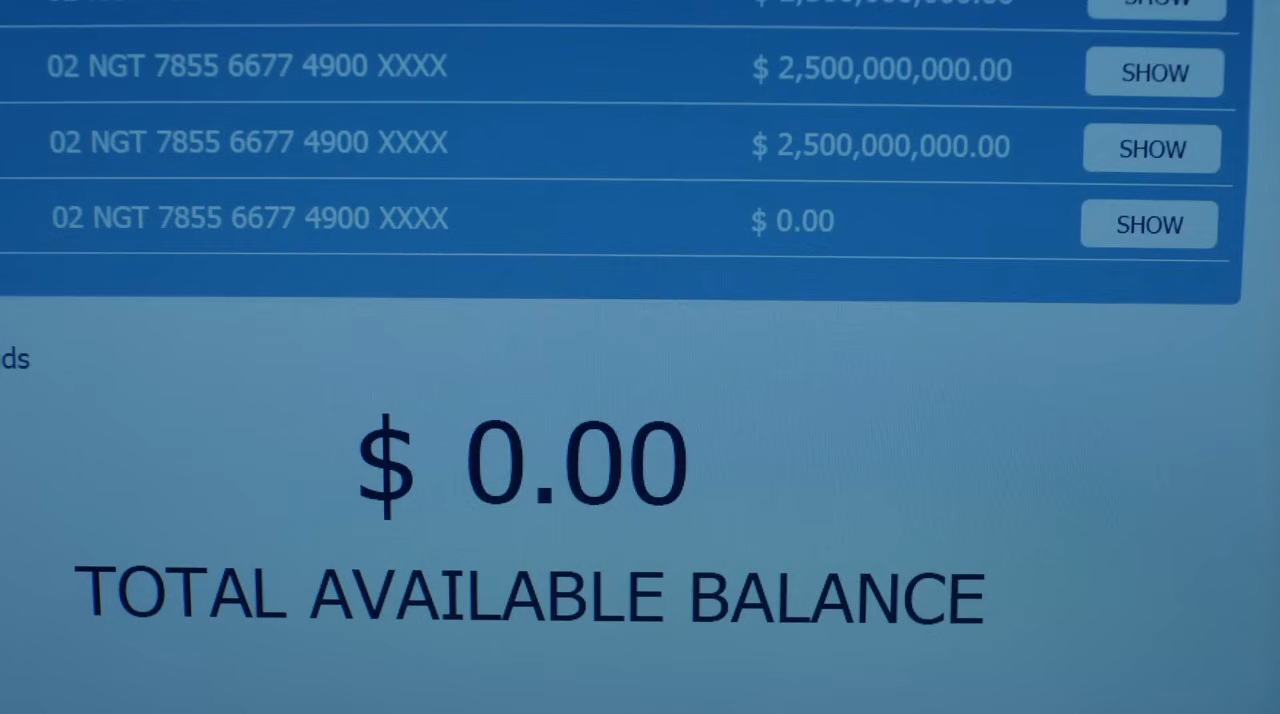 02 NGT 7855 6677 4900 XXXX $ 2,500,000,000.00 SHOW
02 NGT 7855 6677 4900 XXXX $ 2,500,000,000.00 SHOW
02 NGT 7855 6677 4900 XXXX $ 0.00 SHOW
ds
$ 0.00
TOTAL AVAILABLE BALANCE